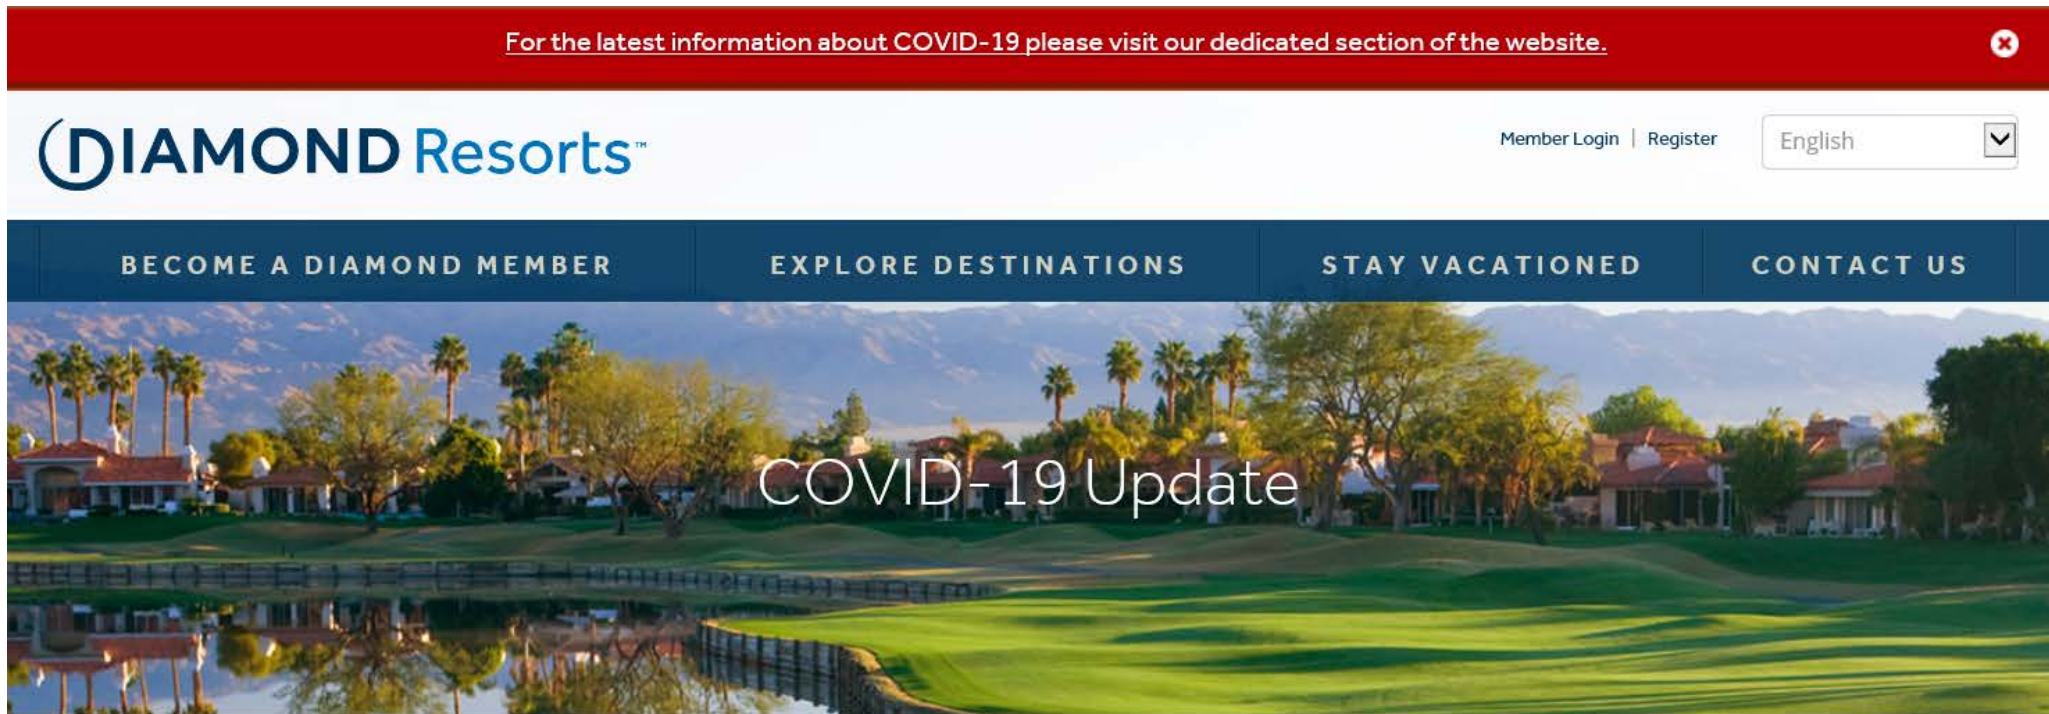 For the latest information about COVID-19 please visit our dedicated section of the website.
DIAMOND Resorts™
Member Login | Register
English
BECOME A DIAMOND MEMBER
EXPLORE DESTINATIONS
STAY VACATIONED
CONTACT US
COVID-19 Update